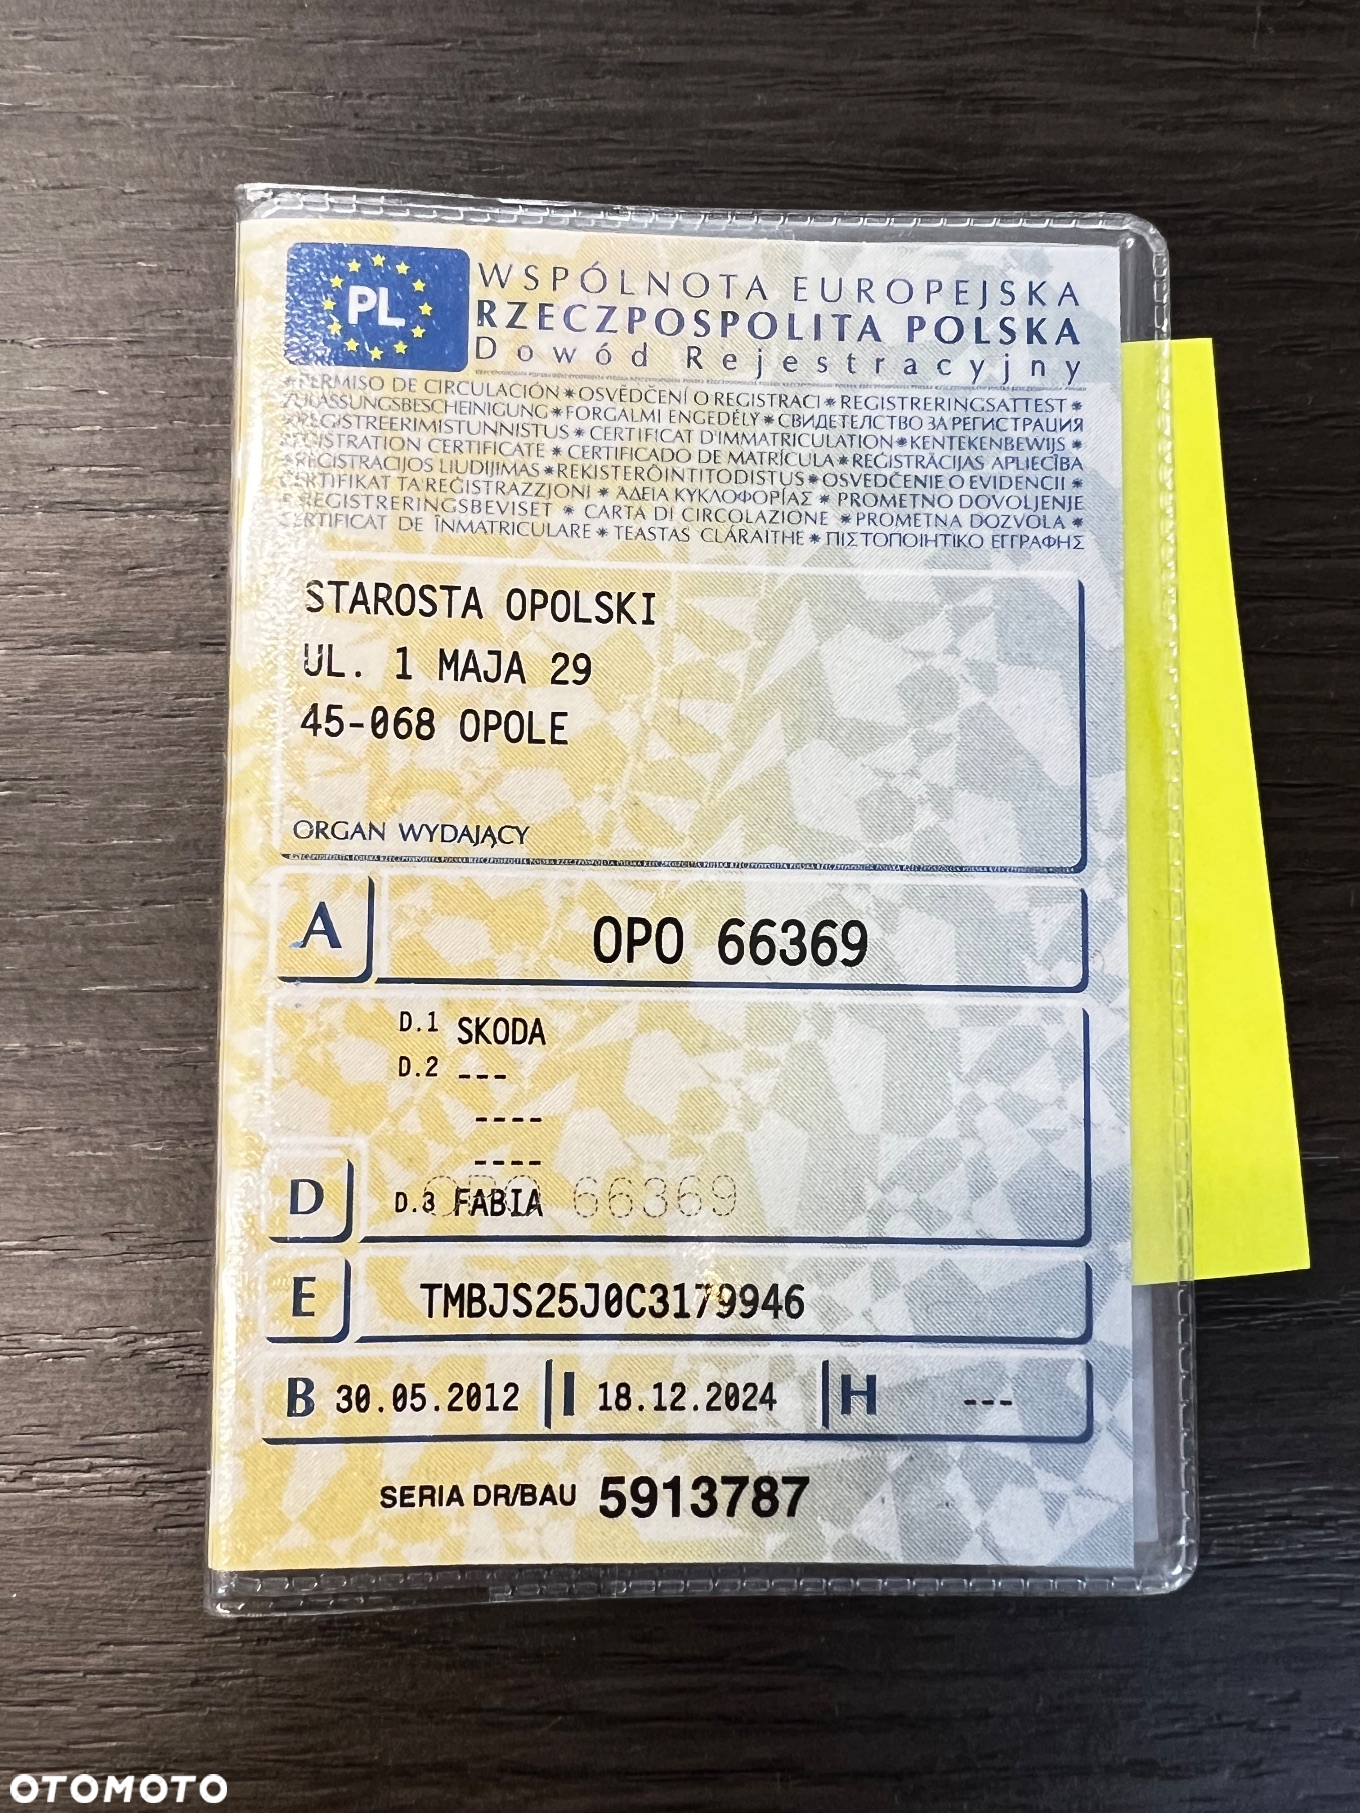 PL
WSPÓLNOTA EUROPEJSKA
RZECZPOSPOLITA POLSKA
Dowód Rejestracyjny
*PERMISO DE CIRCULACIÓN * OSVĚDČENÍ O REGISTRACI * REGISTRERINGSATTEST *
ZULASSUNGSBESCHEINIGUNG * FORGALMI ENGEDÉLY * СВИДЕТЕЛСТВО ЗА РЕГИСТРАЦИЯ
REGISTREERIMISTUNNISTUS * CERTIFICAT D'IMMATRICULATION * KENTEKENBEWIJS *
REGISTRATION CERTIFICATE * CERTIFICADO DE MATRÍCULA * REĢISTRĀCIJAS APLIECĪBA
REGISTRACIJOS LIUDIJIMAS * REKISTERÖINTITODISTUS * OSVEDČENIE O EVIDENCII *
ĊERTIFIKAT TA' REĠISTRAZZJONI * ΑΔΕΙΑ ΚΥΚΛΟΦΟΡΙΑΣ * PROMETNO DOVOLJENJE
REGISTRERINGSBEVISET * CARTA DI CIRCOLAZIONE * PROMETNA DOZVOLA *
CERTIFICAT DE ÎNMATRICULARE * TEASTAS CLÁRAITHE * ΠΙΣΤΟΠΟΙΗΤΙΚΟ ΕΓΓΡΑΦΗΣ
STAROSTA OPOLSKI
UL. 1 MAJA 29
45-068 OPOLE
ORGAN WYDAJĄCY
A OPO 66369
D.1 SKODA
D.2 ---
----
----
D D.3 FABIA
OPO 66369
E TMBJS25J0C3179946
B 30.05.2012 I 18.12.2024 H ---
SERIA DR/BAU 5913787
OTOMOTO